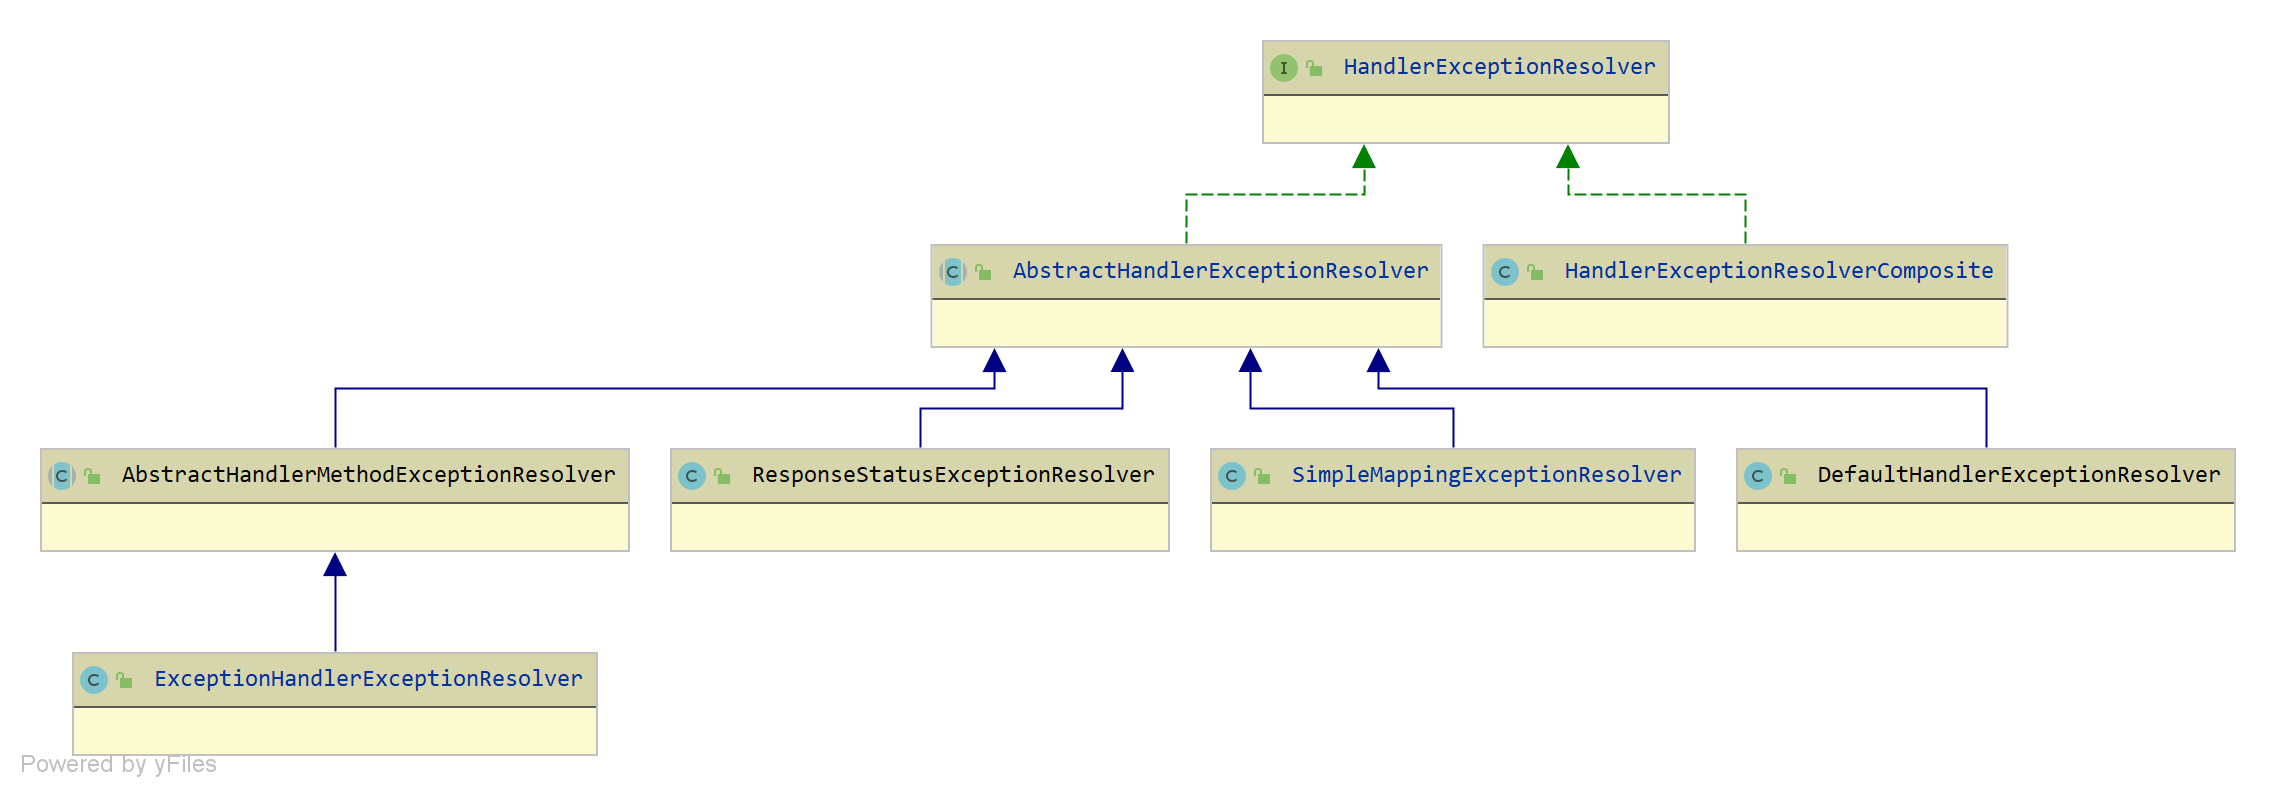 I HandlerExceptionResolver
C AbstractHandlerExceptionResolver
C HandlerExceptionResolverComposite
C AbstractHandlerMethodExceptionResolver
C ResponseStatusExceptionResolver
C SimpleMappingExceptionResolver
C DefaultHandlerExceptionResolver
C ExceptionHandlerExceptionResolver
Powered by yFiles